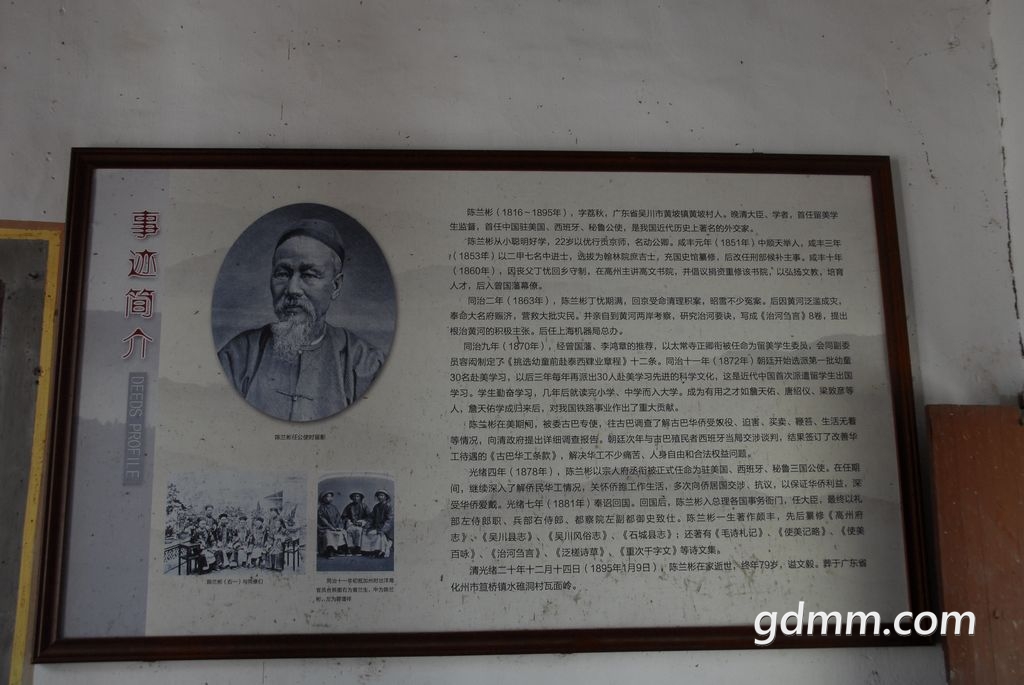 事迹简介
DEEDS PROFILE
陈兰彬任公使时留影
陈兰彬（右一）与同僚们
同治十一年初抵加州时出洋局
陈兰彬（1816～1895年），字荔秋，广东省吴川市黄坡镇黄坡村人。晚清大臣、学者，首任留美学
生监督，首任中国驻美国、西班牙、秘鲁公使，是我国近代历史上著名的外交家。
陈兰彬从小聪明好学，22岁以优行贡京师，名动公卿。咸丰元年（1851年）中顺天举人，咸丰三年
（1853年）以二甲七名中进士，选拔为翰林院庶吉士，充国史馆纂修，后改任刑部候补主事。咸丰十年
（1860年），因丧父丁忧回乡守制，在高州主讲高文书院，并倡议捐资重修该书院，以弘扬文教，培育
人才，后入曾国藩幕僚。
同治二年（1863年），陈兰彬丁忧期满，回京受命清理积案，昭雪不少冤案。后因黄河泛滥成灾，
奉命大名府赈济，营救大批灾民。并亲自到黄河两岸考察，研究治河要诀，写成《治河刍言》8卷，提出
根治黄河的积极主张。后任上海机器局总办。
同治九年（1870年），经曾国藩、李鸿章的推荐，以太常寺正卿衔被任命为留美学生委员，会同副委
员容闳制定了《挑选幼童前赴泰西肄业章程》十二条。同治十一年（1872年）朝廷开始选派第一批幼童
30名赴美学习，以后三年每年再派出30人赴美学习先进的科学文化，这是近代中国首次派遣留学生出国
学习。学生勤奋学习，几年后就读完小学、中学而入大学。成为有用之才如詹天佑、唐绍仪、梁敦彦等
人，詹天佑学成归来后，对我国铁路事业作出了重大贡献。
陈兰彬在美期间，被委古巴专使，往古巴调查了解古巴华侨受奴役、迫害、买卖、鞭笞、生活无着
等情况，向清政府提出详细调查报告。朝廷次年与古巴殖民者西班牙当局交涉谈判，结果签订了改善华
工待遇的《古巴华工条款》，解决华工不少痛苦、人身自由和合法权益问题。
光绪四年（1878年），陈兰彬以宗人府丞衔被正式任命为驻美国、西班牙、秘鲁三国公使。在任期
间，继续深入了解侨民华工情况，关怀侨胞工作生活，多次向侨居国交涉、抗议，以保证华侨利益，深
受华侨爱戴。光绪七年（1881年）奉诏回国。回国后，陈兰彬入总理各国事务衙门，任大臣，最终以礼
部左侍郎职、兵部右侍郎、都察院左副都御史致仕。陈兰彬一生著作颇丰，先后纂修《高州府
志》、《吴川县志》、《吴川风俗志》、《石城县志》；还著有《毛诗札记》、《使美记略》、《使美
百咏》、《治河刍言》、《泛槎诗草》、《重次千字文》等诗文集。
清光绪二十年十二月十四日（1895年1月9日），陈兰彬在家逝世，终年79岁，谥文毅。葬于广东省
化州市笪桥镇水碓洞村瓦面岭。
gdmm.com